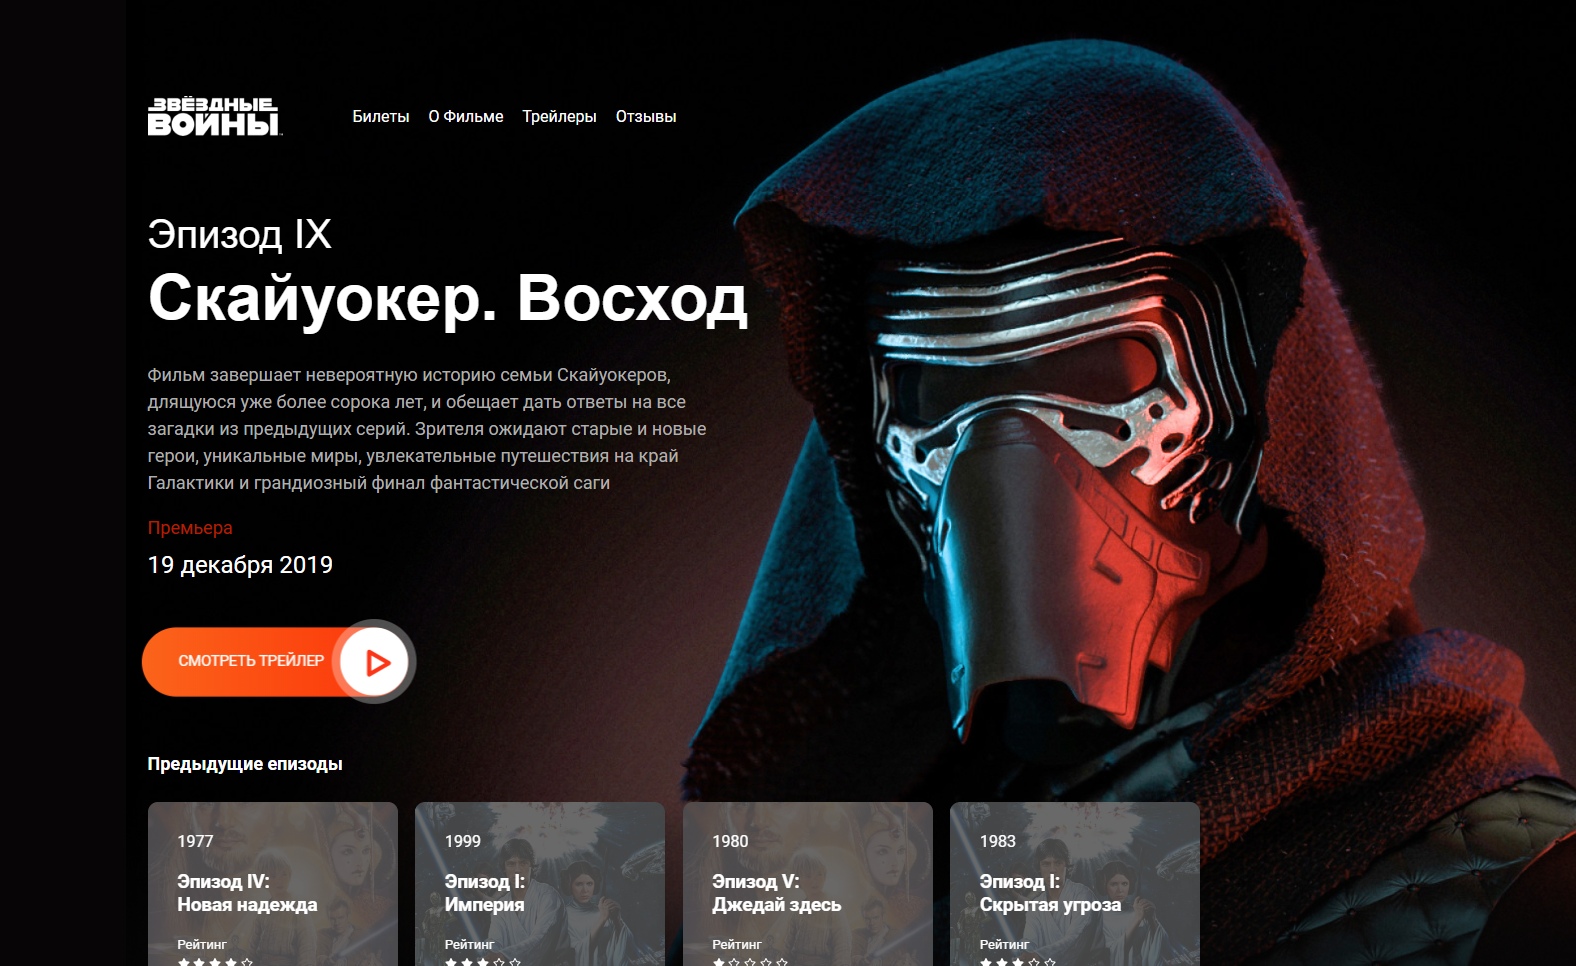 ЗВЁЗДНЫЕ
ВОЙНЫ
Билеты О Фильме Трейлеры Отзывы
Эпизод IX
Скайуокер. Восход
Фильм завершает невероятную историю семьи Скайуокеров,
длящуюся уже более сорока лет, и обещает дать ответы на все
загадки из предыдущих серий. Зрителя ожидают старые и новые
герои, уникальные миры, увлекательные путешествия на край
Галактики и грандиозный финал фантастической саги
Премьера
19 декабря 2019
СМОТРЕТЬ ТРЕЙЛЕР
Предыдущие епизоды
1977
Эпизод IV:
Новая надежда
Рейтинг
1999
Эпизод I:
Империя
Рейтинг
1980
Эпизод V:
Джедай здесь
Рейтинг
1983
Эпизод I:
Скрытая угроза
Рейтинг